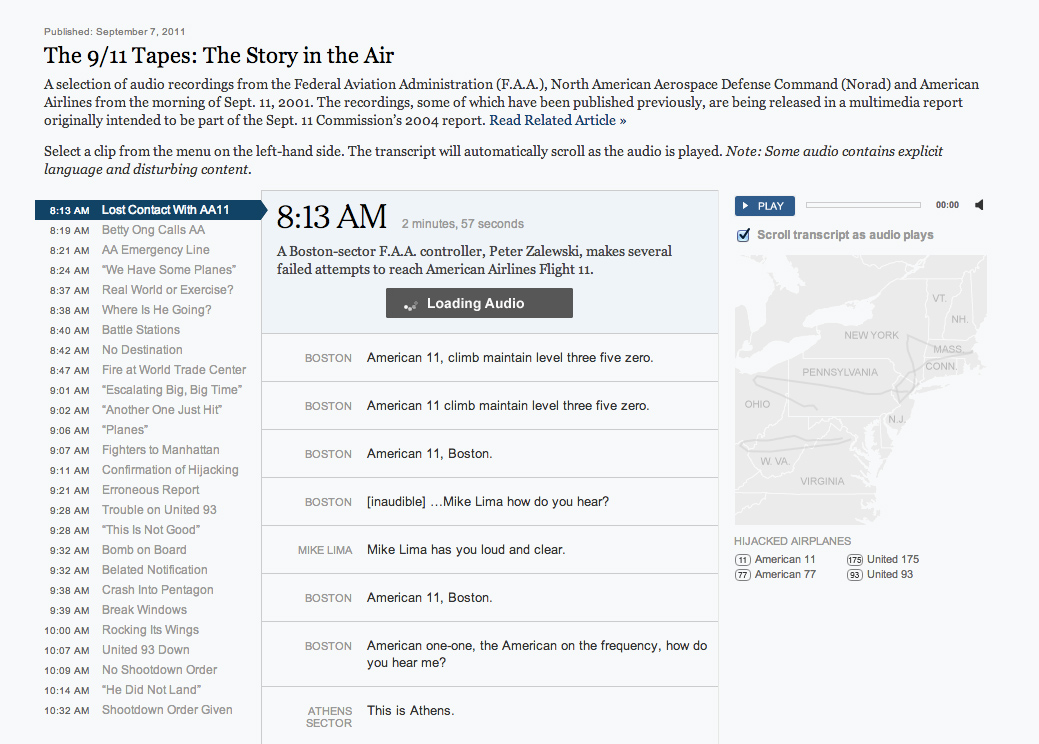 Published: September 7, 2011
The 9/11 Tapes: The Story in the Air
A selection of audio recordings from the Federal Aviation Administration (F.A.A.), North American Aerospace Defense Command (Norad) and American
Airlines from the morning of Sept. 11, 2001. The recordings, some of which have been published previously, are being released in a multimedia report
originally intended to be part of the Sept. 11 Commission's 2004 report. Read Related Article »
Select a clip from the menu on the left-hand side. The transcript will automatically scroll as the audio is played. Note: Some audio contains explicit
language and disturbing content.
8:13 AM Lost Contact With AA11
8:19 AM Betty Ong Calls AA
8:21 AM AA Emergency Line
8:24 AM "We Have Some Planes"
8:37 AM Real World or Exercise?
8:38 AM Where Is He Going?
8:40 AM Battle Stations
8:42 AM No Destination
8:47 AM Fire at World Trade Center
9:01 AM "Escalating Big, Big Time"
9:02 AM "Another One Just Hit"
9:06 AM "Planes"
9:07 AM Fighters to Manhattan
9:11 AM Confirmation of Hijacking
9:21 AM Erroneous Report
9:28 AM Trouble on United 93
9:28 AM "This Is Not Good"
9:32 AM Bomb on Board
9:32 AM Belated Notification
9:38 AM Crash Into Pentagon
9:39 AM Break Windows
10:00 AM Rocking Its Wings
10:07 AM United 93 Down
10:09 AM No Shootdown Order
10:14 AM "He Did Not Land"
10:32 AM Shootdown Order Given
8:13 AM 2 minutes, 57 seconds
A Boston-sector F.A.A. controller, Peter Zalewski, makes several
failed attempts to reach American Airlines Flight 11.
Loading Audio
BOSTON American 11, climb maintain level three five zero.
BOSTON American 11 climb maintain level three five zero.
BOSTON American 11, Boston.
BOSTON [inaudible] …Mike Lima how do you hear?
MIKE LIMA Mike Lima has you loud and clear.
BOSTON American 11, Boston.
BOSTON American one-one, the American on the frequency, how do
you hear me?
ATHENS This is Athens.
SECTOR
PLAY 00:00
Scroll transcript as audio plays
VT.
NH.
NEW YORK
MASS.
CONN.
PENNSYLVANIA
OHIO
N.J.
W. VA.
VIRGINIA
HIJACKED AIRPLANES
11 American 11 175 United 175
77 American 77 93 United 93